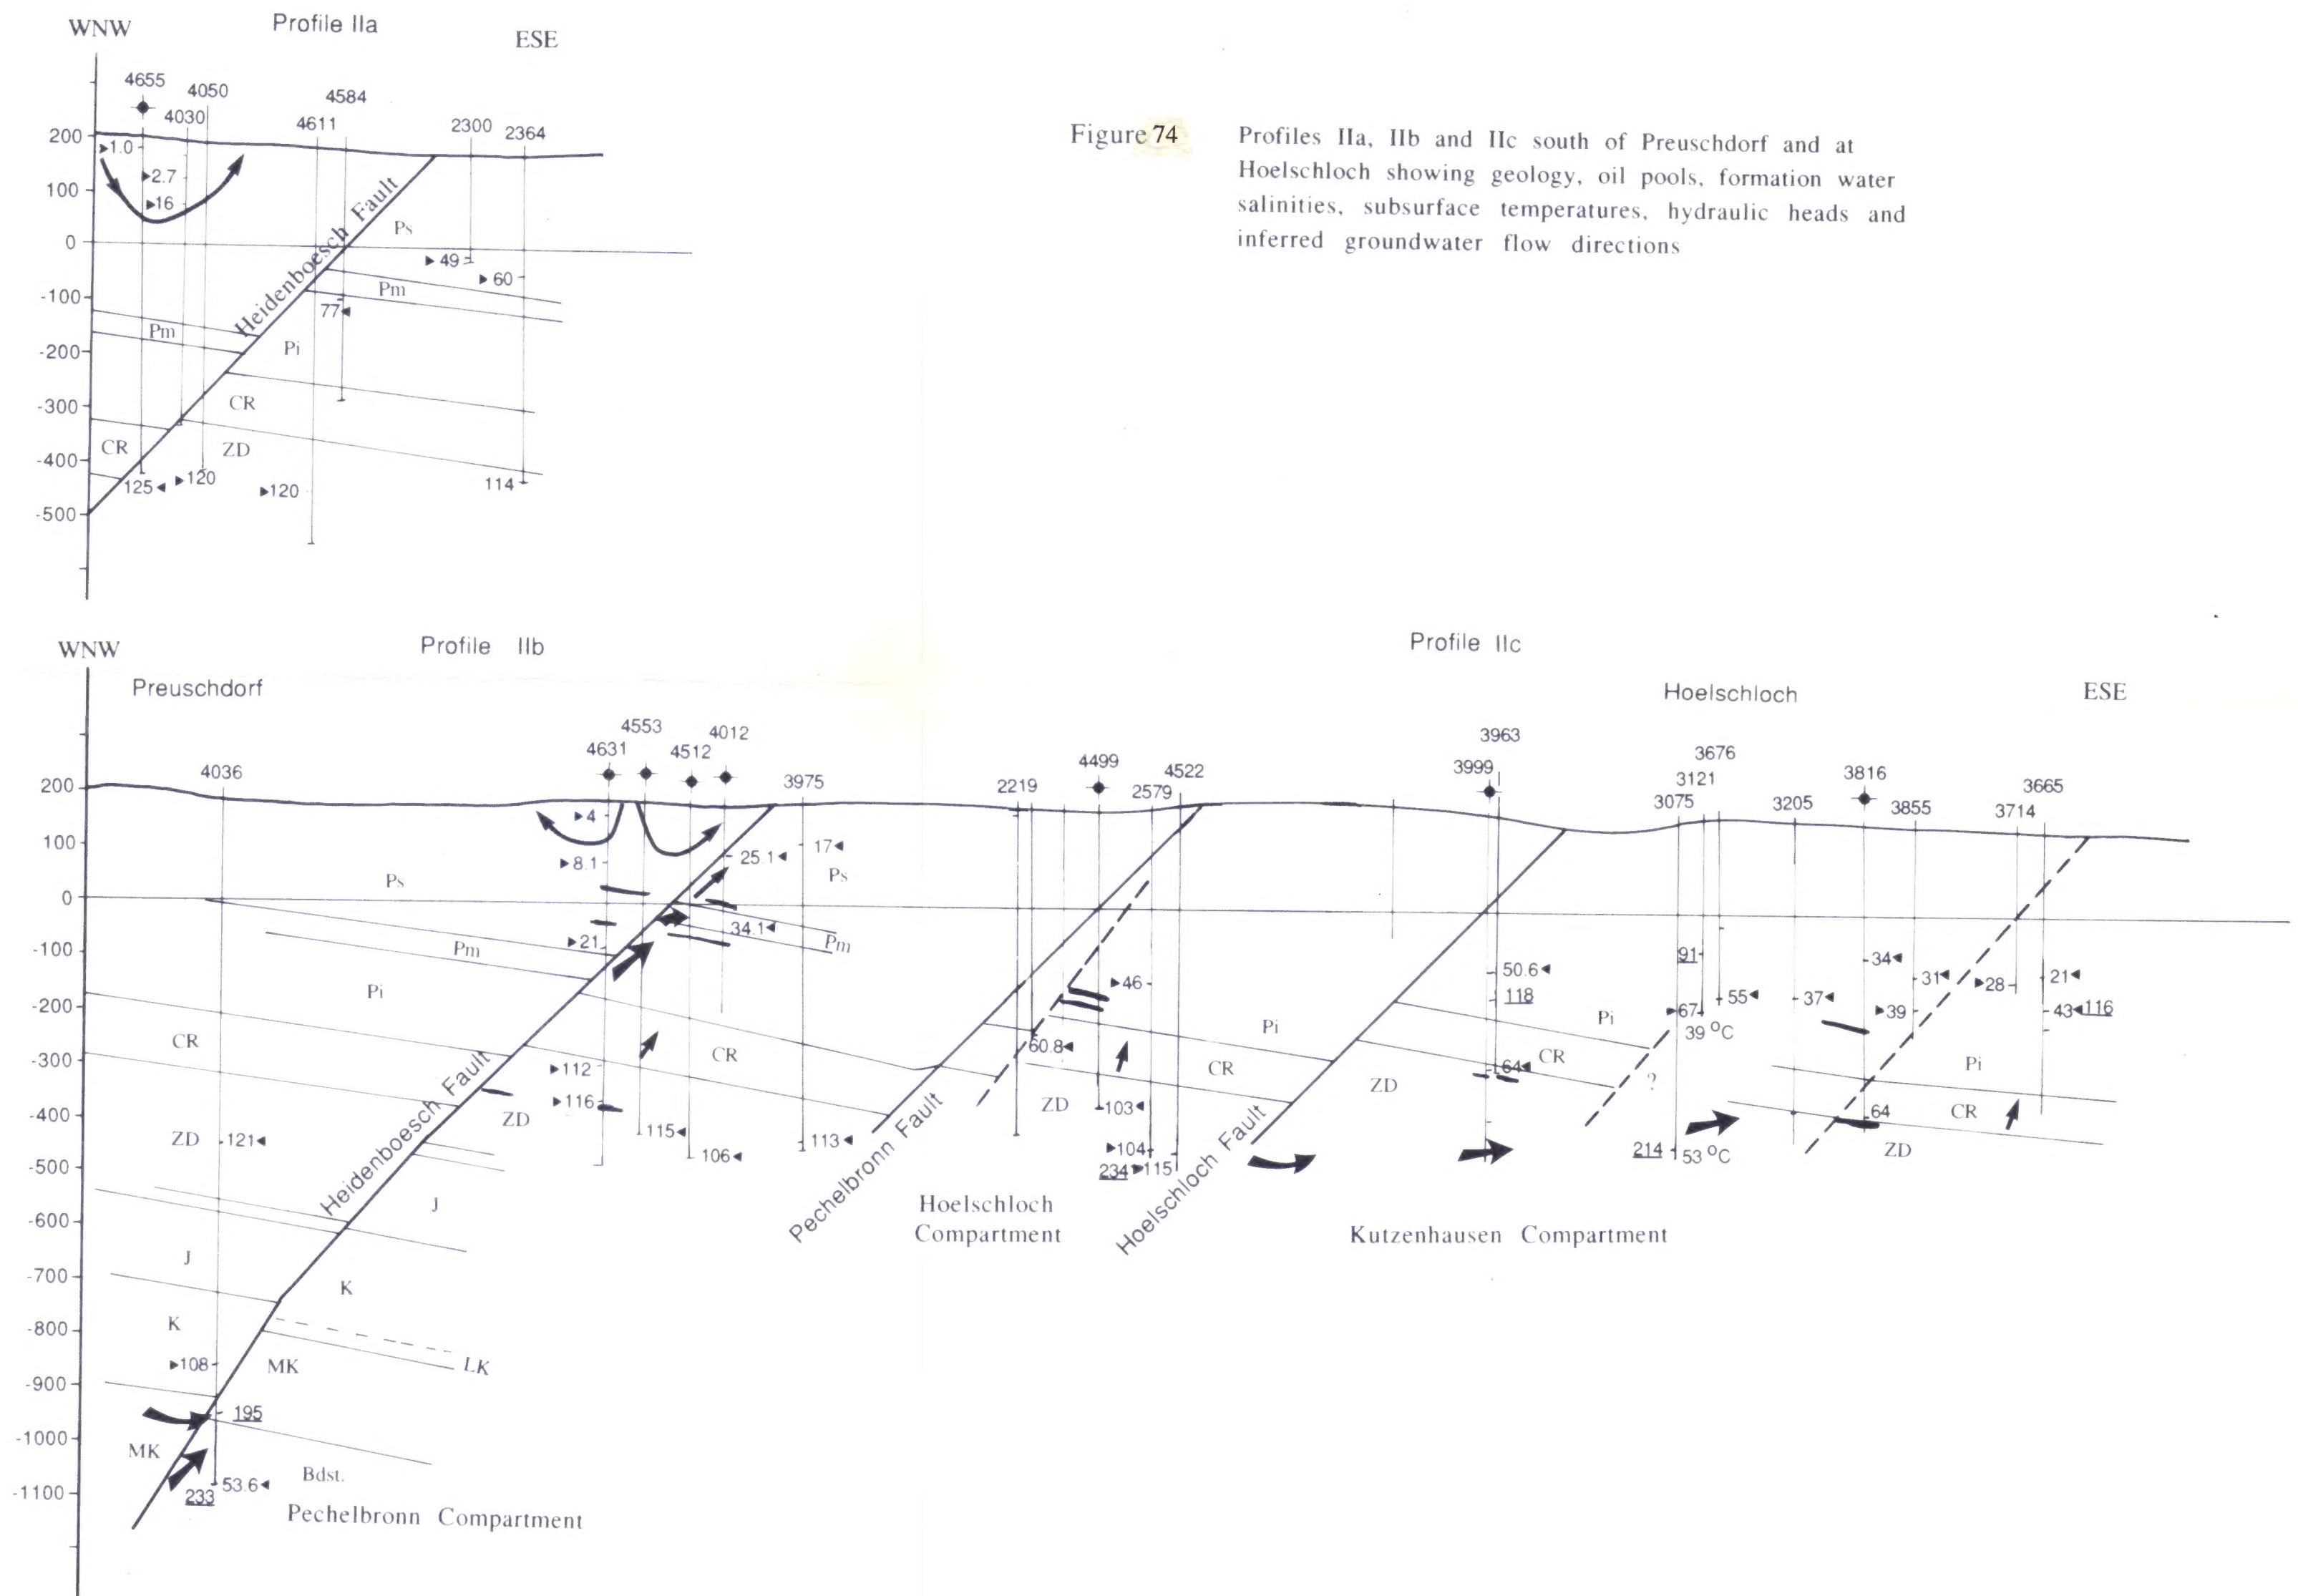 WNW
Profile IIa
ESE
4655
4050
4030
4584
4611
2300
2364
200
100
0
-100
-200
-300
-400
-500
1.0
2.7
16
Heidenboesch Fault
Ps
49
60
Pm
77
Pm
Pi
CR
CR
ZD
125
120
120
114
Figure 74
Profiles IIa, IIb and IIc south of Preuschdorf and at
Hoelschloch showing geology, oil pools, formation water
salinities, subsurface temperatures, hydraulic heads and
inferred groundwater flow directions
WNW
Profile IIb
Profile IIc
Preuschdorf
Hoelschloch
ESE
4036
4631
4553
4512
4012
3975
2219
4499
2579
4522
3999
3963
3075
3121
3676
3205
3816
3855
3714
3665
200
100
0
-100
-200
-300
-400
-500
-600
-700
-800
-900
-1000
-1100
4
8.1
25.1
17
Ps
Ps
21
34.1
Pm
Pm
Pi
CR
CR
112
116
ZD
115
106
113
ZD
121
Heidenboesch Fault
J
J
K
K
LK
108
MK
195
MK
Bdst.
53.6
233
Pechelbronn Compartment
46
60.8
Pi
CR
ZD
103
104
234
115
Pechelbronn Fault
Hoelschloch Fault
Hoelschloch
Compartment
50.6
118
64
CR
ZD
Pi
?
91
67
39 °C
55
37
214
53 °C
34
31
39
28
21
43
116
Pi
64
CR
ZD
Kutzenhausen Compartment